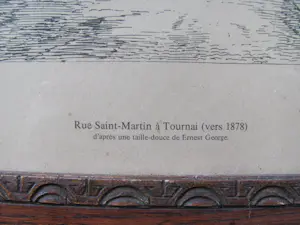 Rue Saint-Martin à Tournai (vers 1878)
d'après une taille-douce de Ernest George.